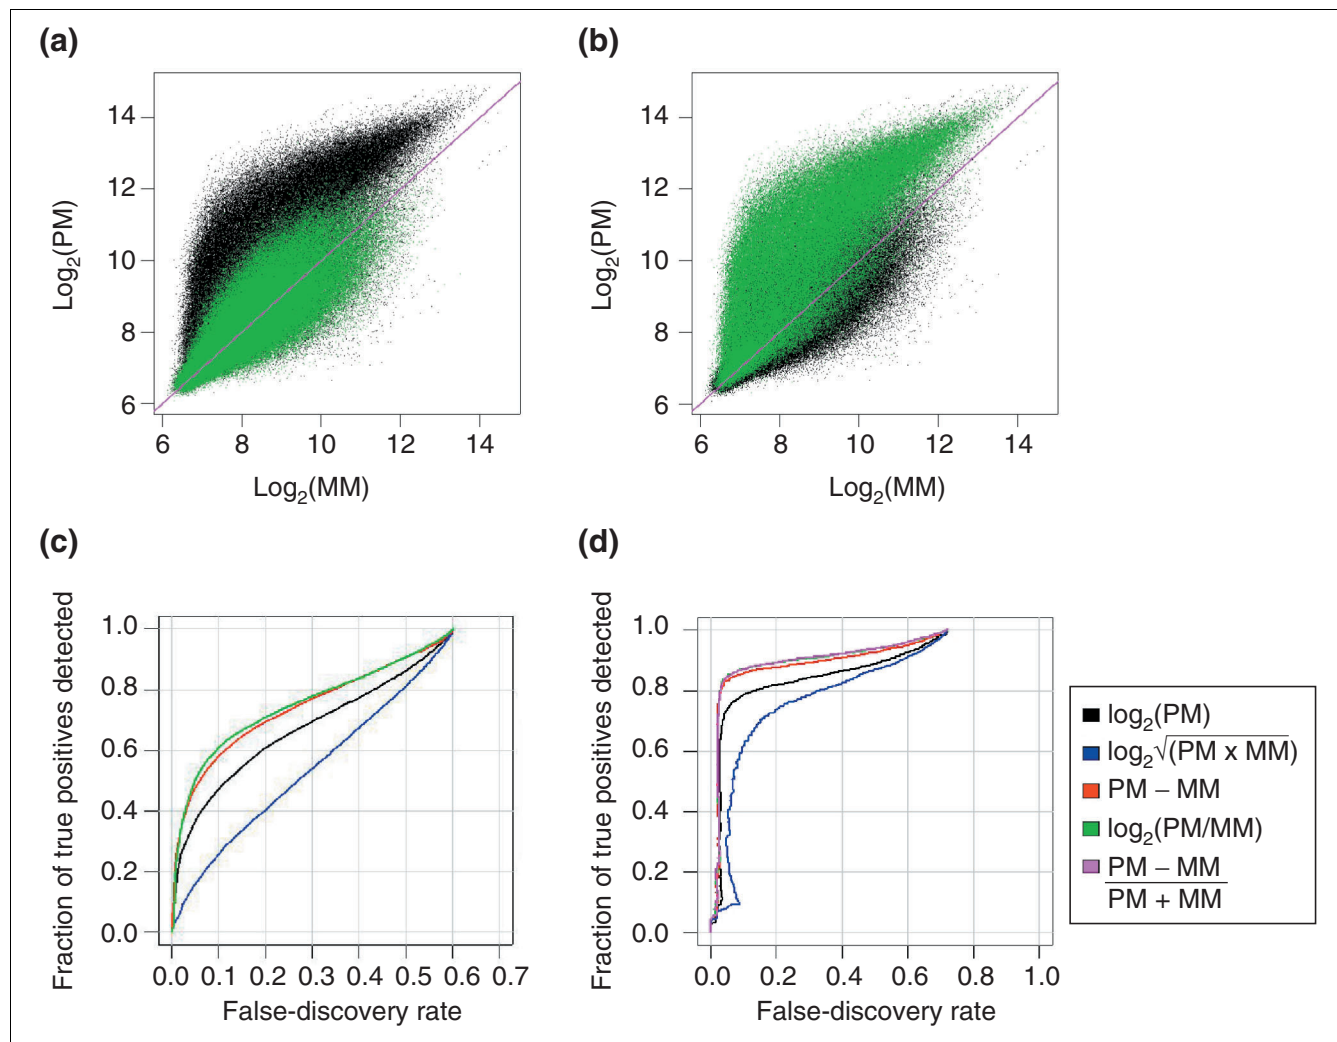 (a)
(b)
Log₂(PM)
14
12
10
8
6
6 8 10 12 14
Log₂(MM)
Log₂(PM)
14
12
10
8
6
6 8 10 12 14
Log₂(MM)
(c)
(d)
Fraction of true positives detected
1.0
0.8
0.6
0.4
0.2
0.0
0.0 0.1 0.2 0.3 0.4 0.5 0.6 0.7
False-discovery rate
Fraction of true positives detected
1.0
0.8
0.6
0.4
0.2
0.0
0.0 0.2 0.4 0.6 0.8 1.0
False-discovery rate
log₂(PM)
log₂√(PM x MM)
PM – MM
log₂(PM/MM)
PM – MM
PM + MM